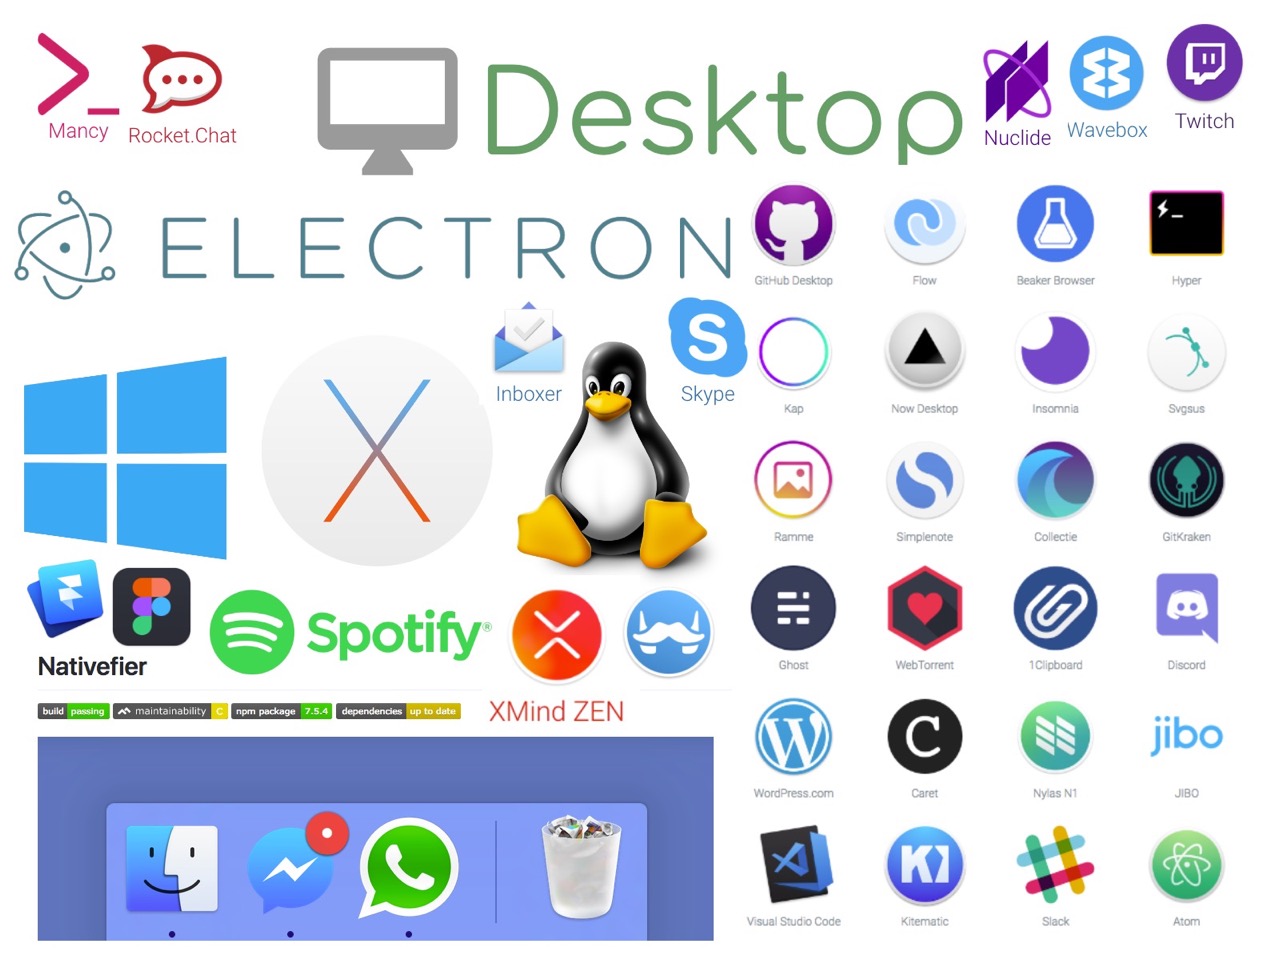 Mancy
Rocket.Chat
Desktop
Nuclide
Wavebox
Twitch
ELECTRON
GitHub Desktop
Flow
Beaker Browser
Hyper
Inboxer
S
Skype
Kap
Now Desktop
Insomnia
Svgsus
Ramme
Simplenote
Collectie
GitKraken
Nativefier
Spotify®
XMind ZEN
build passing
maintainability C
npm package 7.5.4
dependencies up to date
Ghost
WebTorrent
1Clipboard
Discord
W
WordPress.com
C
Caret
Nylas N1
jibo
JIBO
Visual Studio Code
K
Kitematic
Slack
Atom